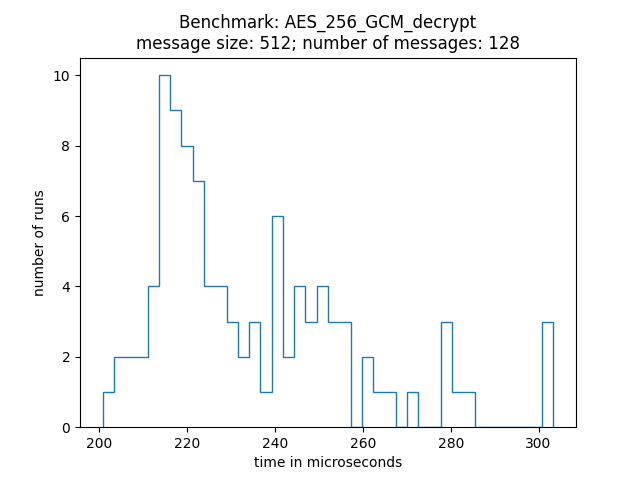 Benchmark: AES_256_GCM_decrypt
message size: 512; number of messages: 128
10
8
6
4
2
0
number of runs
200 220 240 260 280 300
time in microseconds